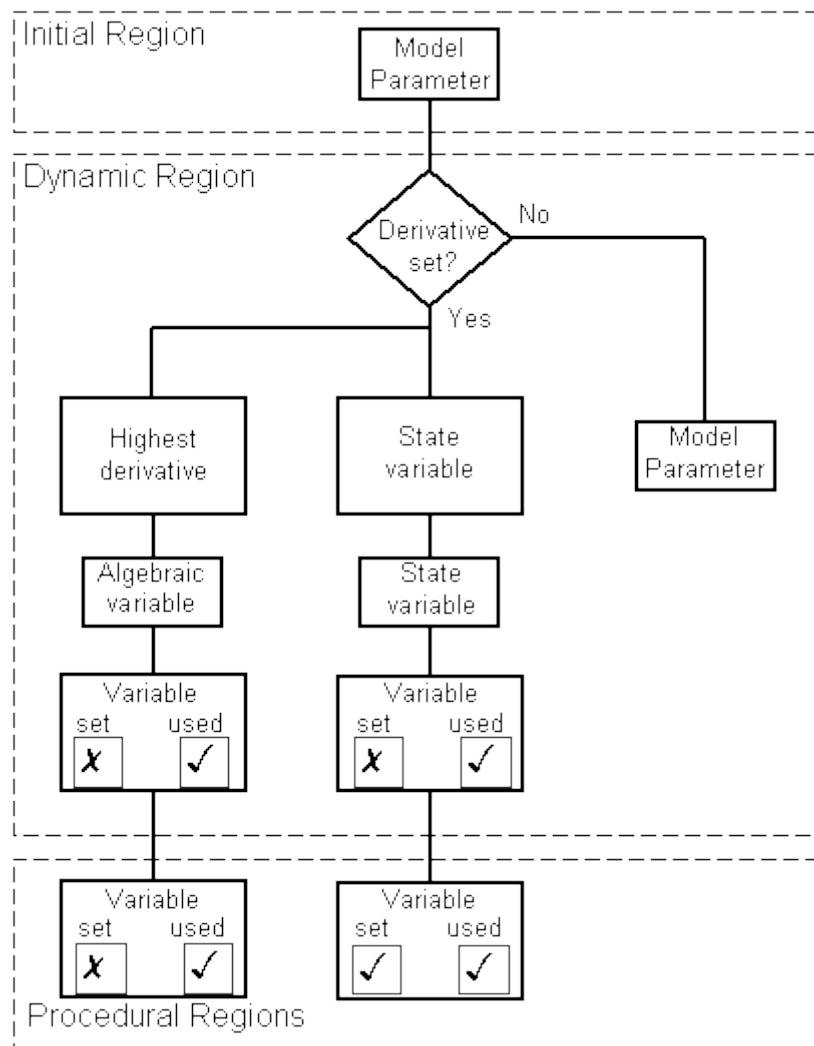 Initial Region
Model
Parameter
Dynamic Region
Derivative
set?
No
Yes
Highest
derivative
State
variable
Model
Parameter
Algebraic
variable
State
variable
Variable
set used
✗ ✓
Variable
set used
✗ ✓
Variable
set used
✗ ✓
Variable
set used
✓ ✓
Procedural Regions